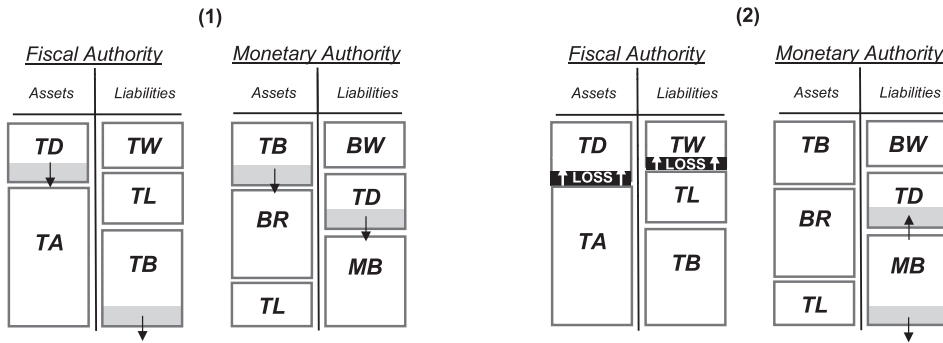 (1)
Fiscal Authority Monetary Authority
Assets Liabilities Assets Liabilities
TD TW TB BW
TL TD
TA BR
TB MB
TL
(2)
Fiscal Authority Monetary Authority
Assets Liabilities Assets Liabilities
TD TW TB BW
LOSS LOSS
TL TD
TA BR
TB MB
TL